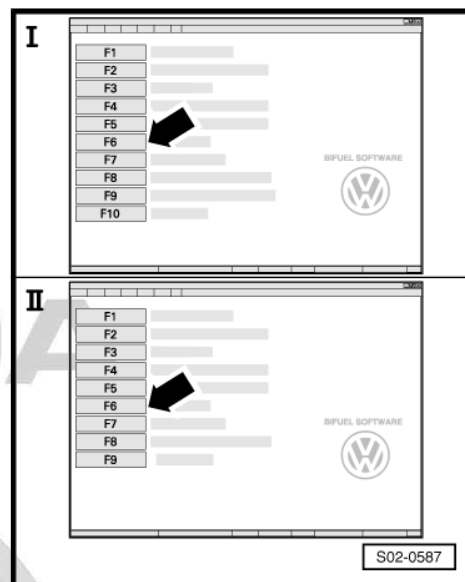 I
F1
F2
F3
F4
F5
F6
F7
BIFUEL SOFTWARE
F8
F9
F10
II
F1
F2
F3
F4
F5
F6
F7
BIFUEL SOFTWARE
F8
F9
S02-0587